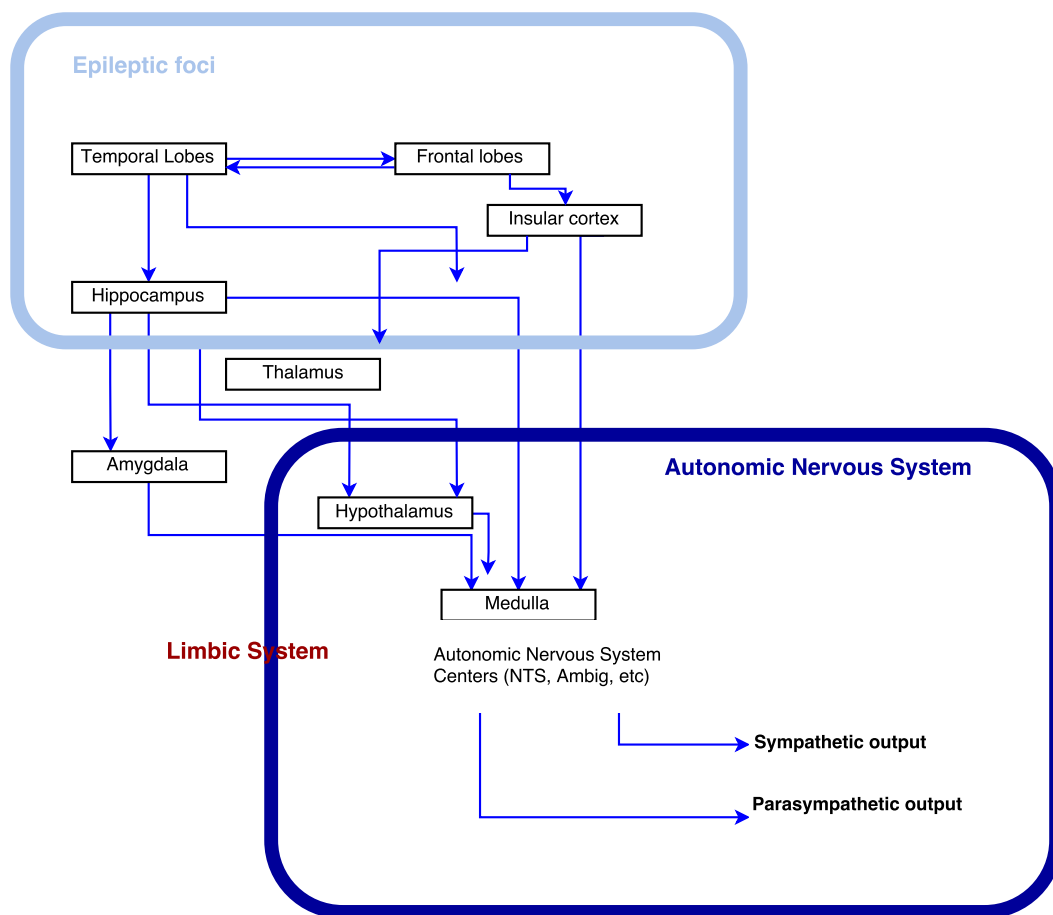 Epileptic foci
Temporal Lobes
Frontal lobes
Insular cortex
Hippocampus
Thalamus
Amygdala
Autonomic Nervous System
Hypothalamus
Medulla
Limbic System
Autonomic Nervous System
Centers (NTS, Ambig, etc)
Sympathetic output
Parasympathetic output